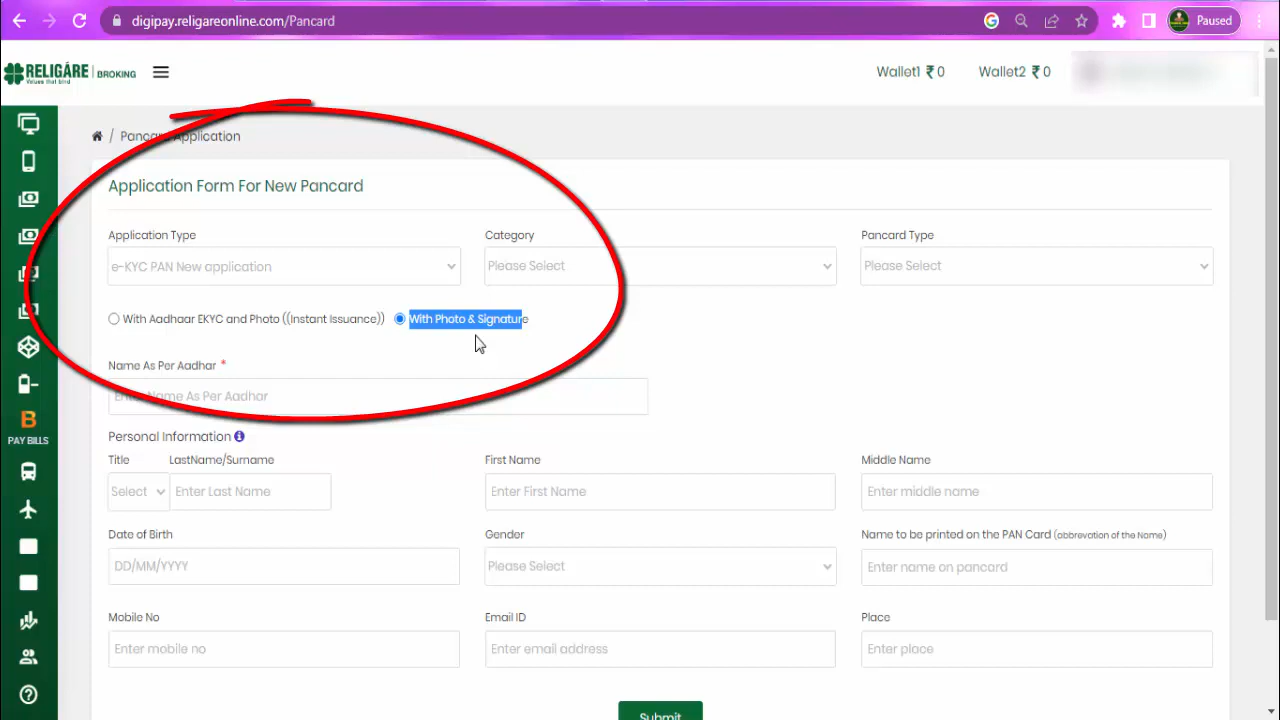 digipay.religareonline.com/Pancard
Paused
RELIGARE BROKING
Values that bind
Wallet1 ₹ 0 Wallet2 ₹ 0
/ Pancard Application
Application Form For New Pancard
Application Type Category Pancard Type
e-KYC PAN New application Please Select Please Select
With Aadhaar EKYC and Photo ((Instant Issuance)) With Photo & Signature
Name As Per Aadhar *
Enter Name As Per Aadhar
Personal Information
PAY BILLS
Title LastName/Surname First Name Middle Name
Select Enter Last Name Enter First Name Enter middle name
Date of Birth Gender Name to be printed on the PAN Card (abbrevation of the Name)
DD/MM/YYYY Please Select Enter name on pancard
Mobile No Email ID Place
Enter mobile no Enter email address Enter place
Submit